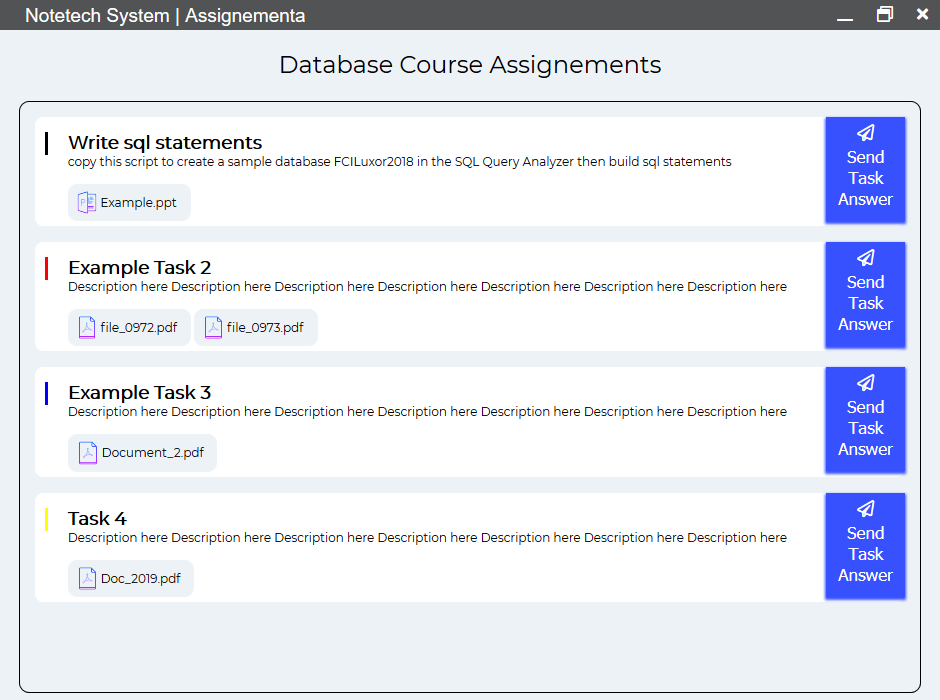 Notetech System | Assignementa
Database Course Assignements
Write sql statements
copy this script to create a sample database FCILuxor2018 in the SQL Query Analyzer then build sql statements
Example.ppt
Send
Task
Answer
Example Task 2
Description here Description here Description here Description here Description here Description here Description here
file_0972.pdf file_0973.pdf
Send
Task
Answer
Example Task 3
Description here Description here Description here Description here Description here Description here Description here
Document_2.pdf
Send
Task
Answer
Task 4
Description here Description here Description here Description here Description here Description here Description here
Doc_2019.pdf
Send
Task
Answer